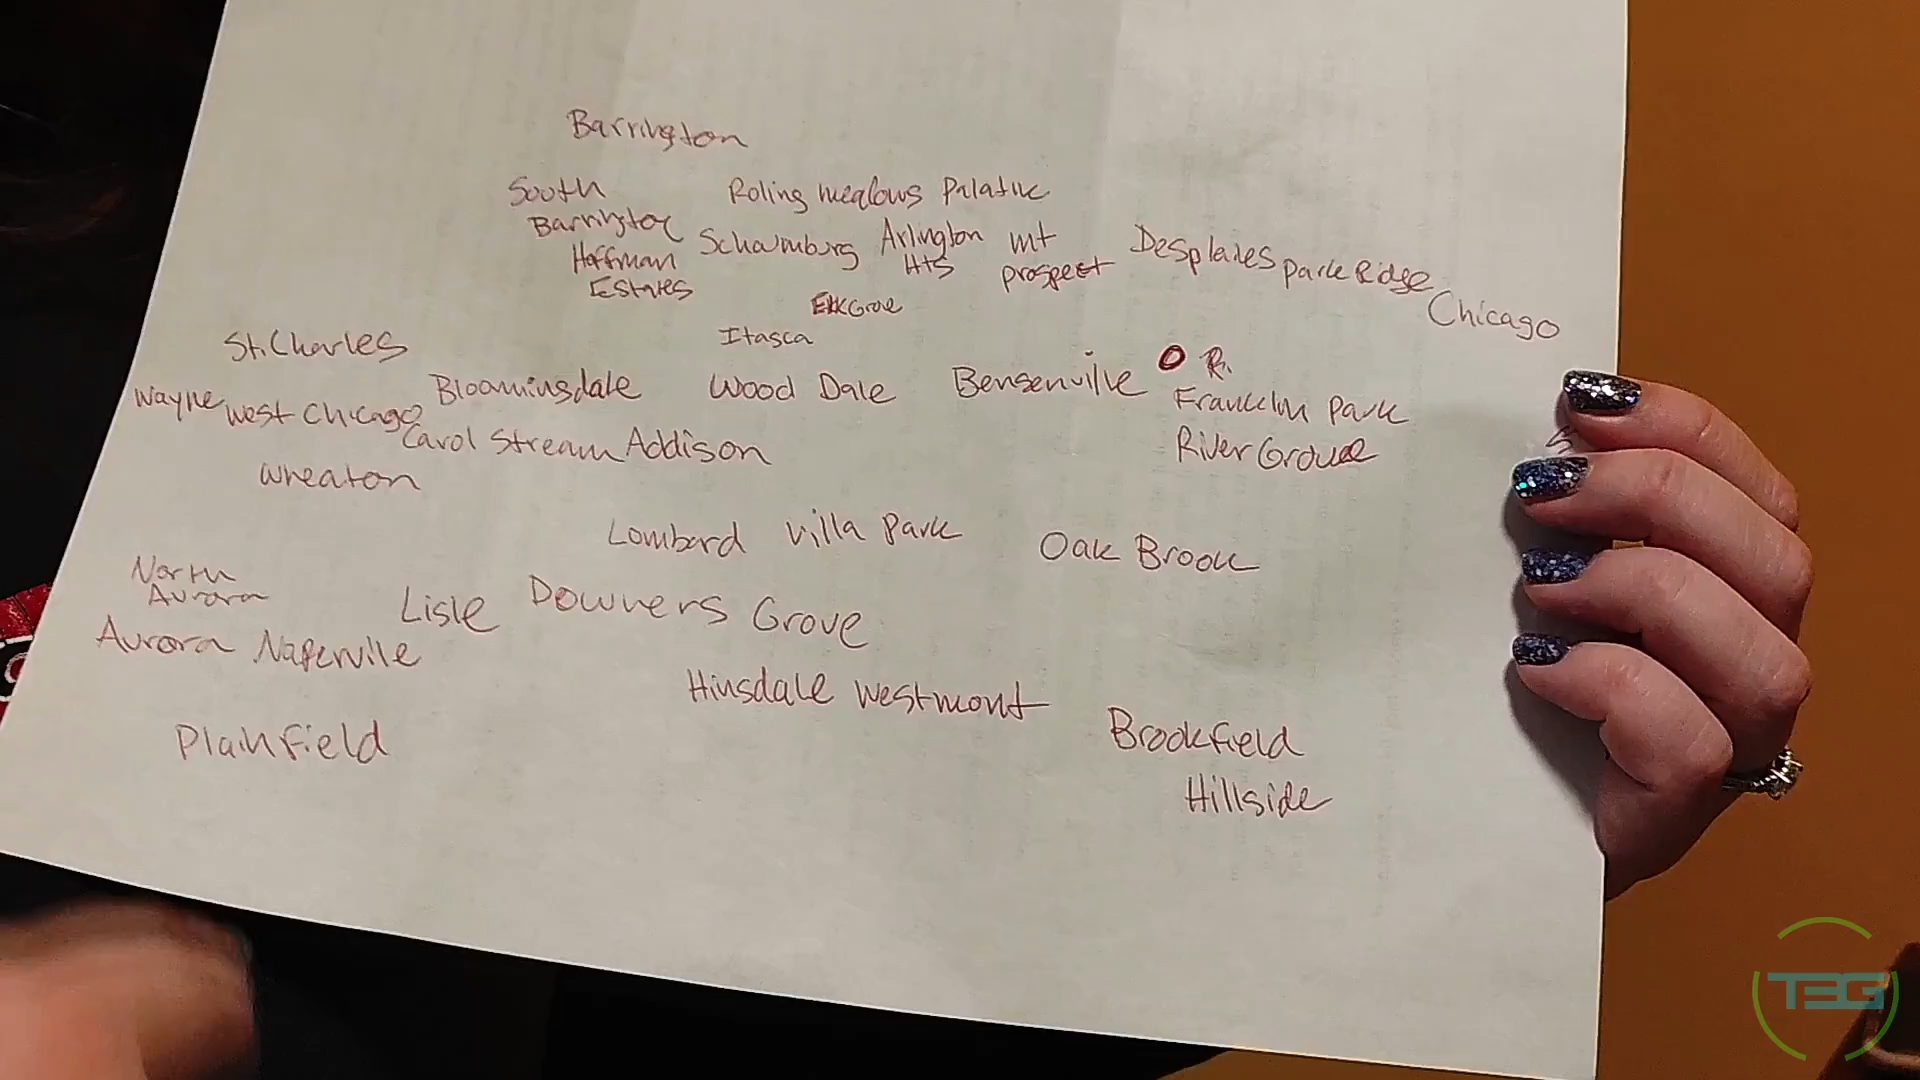 Barrington
South
Barrington
Roling meadows Palatine
Hoffman
Estates
Schaumburg
Arlington
Hts
mt
prospect
Desplaines
Park Ridge
Chicago
Elk Grove
Itasca
St. Charles
Wayne
West Chicago
Bloomingdale
Wood Dale
Bensenville
O R.
Franklin Park
River Grove
Carol Stream
Addison
Wheaton
Lombard
Villa Park
Oak Brook
North
Aurora
Lisle
Downers Grove
Aurora
Napervile
Hinsdale
Westmont
Plainfield
Brookfield
Hillside
TEG